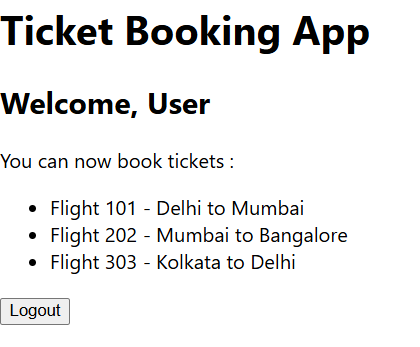 Ticket Booking App
Welcome, User
You can now book tickets :
Flight 101 - Delhi to Mumbai
Flight 202 - Mumbai to Bangalore
Flight 303 - Kolkata to Delhi
Logout